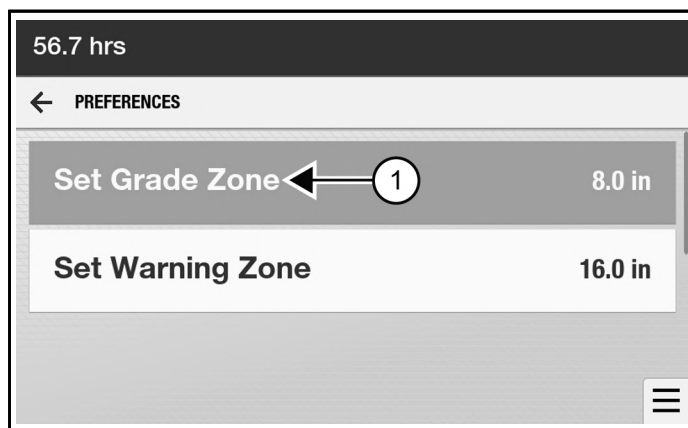 56.7 hrs
PREFERENCES
Set Grade Zone 1 8.0 in
Set Warning Zone 16.0 in